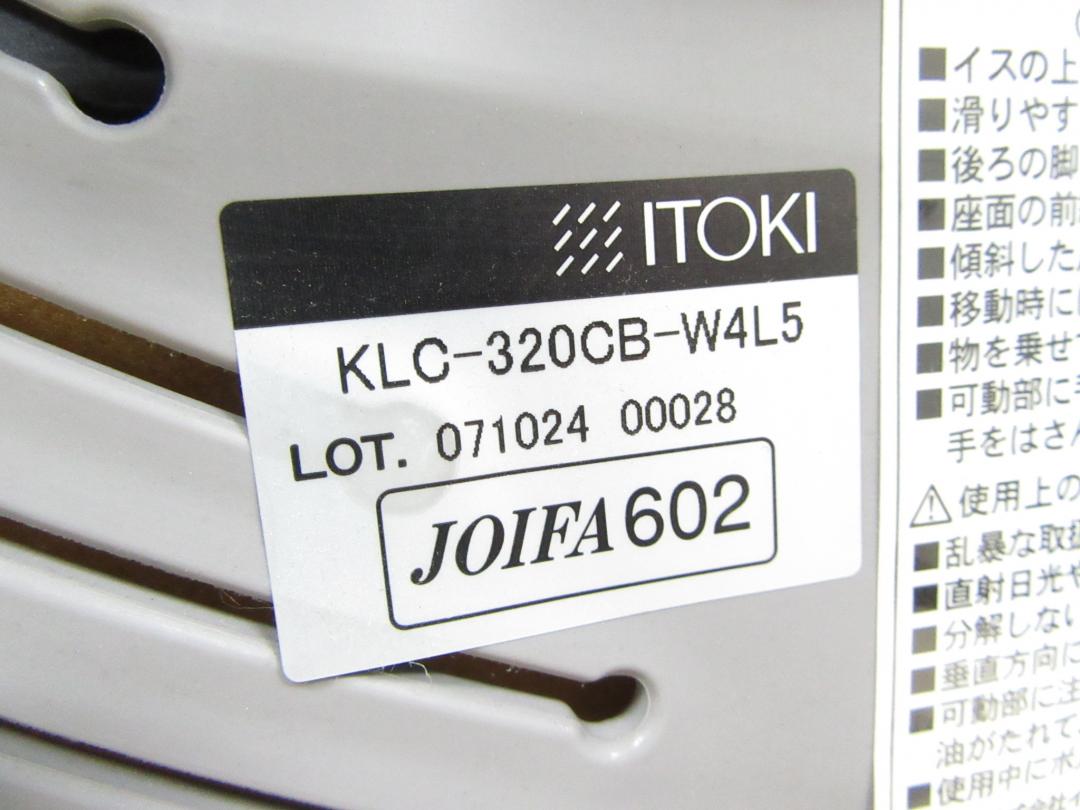 ITOKI
KLC-320CB-W4L5
LOT. 071024 00028
JOIFA602
■イスの上
■滑りやす
■後ろの脚
■座面の前
■傾斜した
■移動時に
■物を乗せ
■可動部に
手をはさ
⚠使用上の
■乱暴な取扱
■直射日光や
■分解しない
■垂直方向に
■可動部に注
油がたれて
■使用中にボ